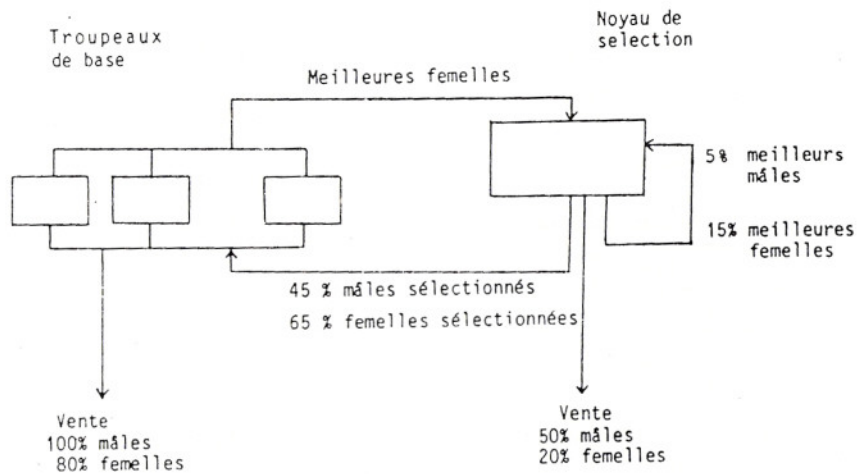 Troupeaux
de base
Noyau de
selection
Meilleures femelles
5% meilleurs
mâles
15% meilleures
femelles
45 % mâles sélectionnés
65 % femelles sélectionnées
Vente
100% mâles
80% femelles
Vente
50% mâles
20% femelles